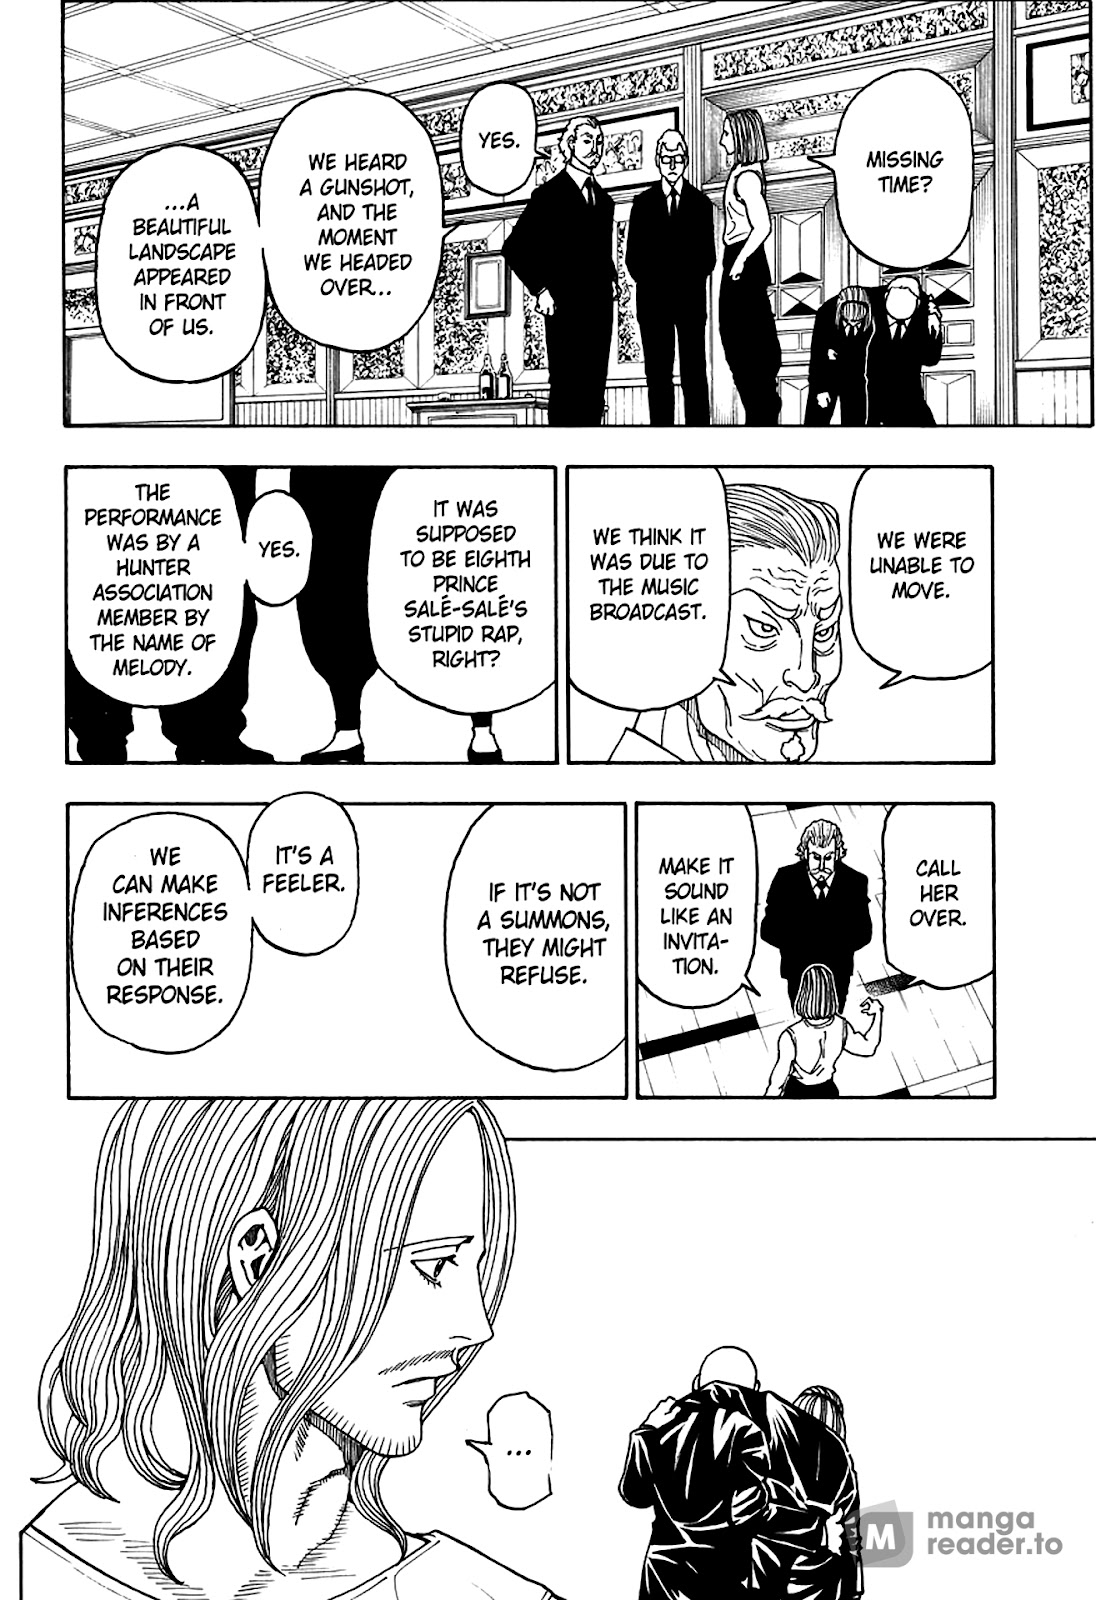 MISSING
TIME?
YES.
WE HEARD
A GUNSHOT,
AND THE
MOMENT
WE HEADED
OVER...
...A
BEAUTIFUL
LANDSCAPE
APPEARED
IN FRONT
OF US.
WE WERE
UNABLE TO
MOVE.
WE THINK IT
WAS DUE TO
THE MUSIC
BROADCAST.
IT WAS
SUPPOSED
TO BE EIGHTH
PRINCE
SALÉ-SALÉ'S
STUPID RAP,
RIGHT?
YES.
THE
PERFORMANCE
WAS BY A
HUNTER
ASSOCIATION
MEMBER BY
THE NAME OF
MELODY.
CALL
HER
OVER.
MAKE IT
SOUND
LIKE AN
INVITA-
TION.
IF IT'S NOT
A SUMMONS,
THEY MIGHT
REFUSE.
IT'S A
FEELER.
WE
CAN MAKE
INFERENCES
BASED
ON THEIR
RESPONSE.
...
M manga
reader.to